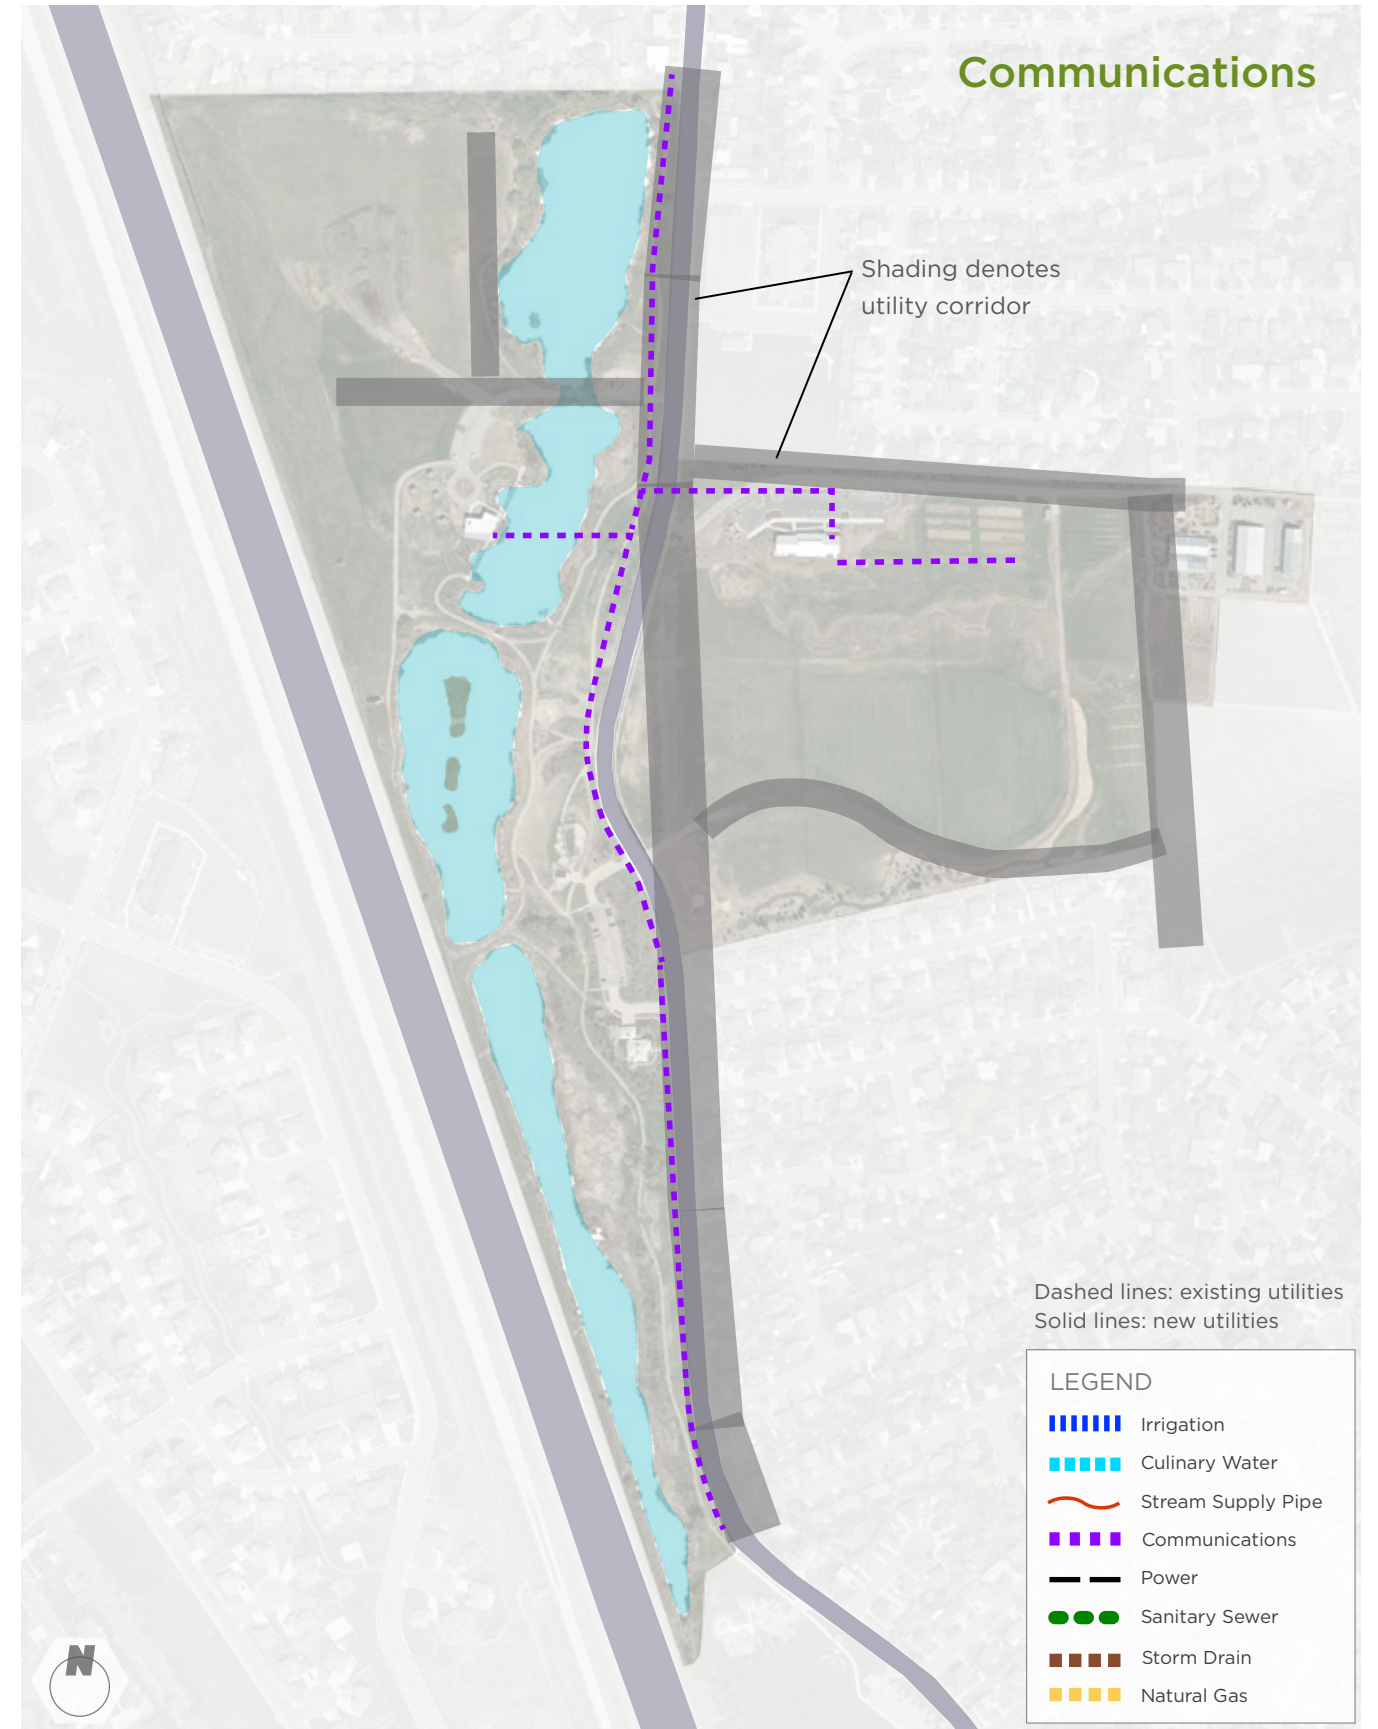 Communications
Shading denotes
utility corridor
Dashed lines: existing utilities
Solid lines: new utilities
LEGEND
Irrigation
Culinary Water
Stream Supply Pipe
Communications
Power
Sanitary Sewer
Storm Drain
Natural Gas
N